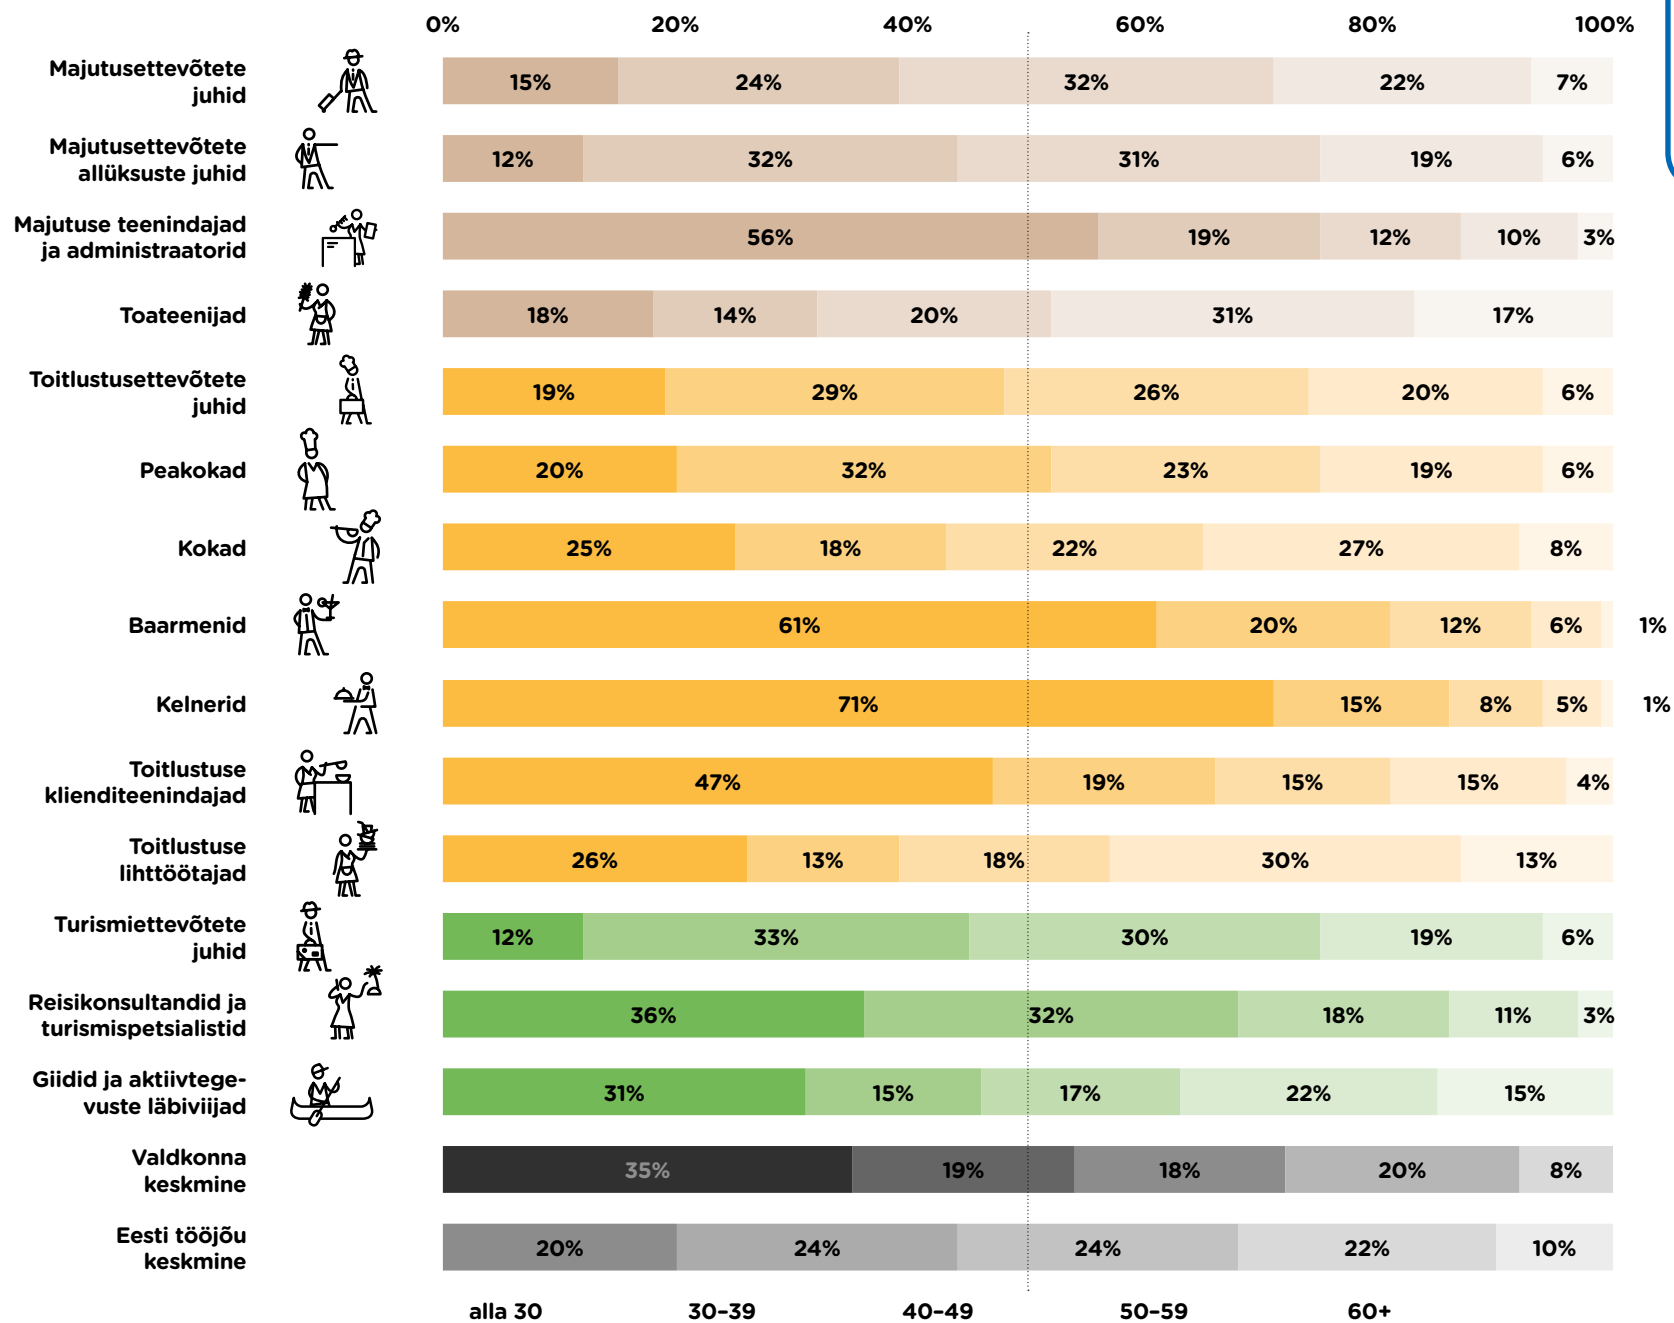 0% 20% 40% 60% 80% 100%
Majutusettevõtete
juhid
15% 24% 32% 22% 7%
Majutusettevõtete
allüksuste juhid
12% 32% 31% 19% 6%
Majutuse teenindajad
ja administraatorid
56% 19% 12% 10% 3%
Toateenijad
18% 14% 20% 31% 17%
Toitlustusettevõtete
juhid
19% 29% 26% 20% 6%
Peakokad
20% 32% 23% 19% 6%
Kokad
25% 18% 22% 27% 8%
Baarmenid
61% 20% 12% 6% 1%
Kelnerid
71% 15% 8% 5% 1%
Toitlustuse
klienditeenindajad
47% 19% 15% 15% 4%
Toitlustuse
lihttöötajad
26% 13% 18% 30% 13%
Turismiettevõtete
juhid
12% 33% 30% 19% 6%
Reisikonsultandid ja
turismispetsialistid
36% 32% 18% 11% 3%
Giidid ja aktiivtege-
vuste läbiviijad
31% 15% 17% 22% 15%
Valdkonna
keskmine
35% 19% 18% 20% 8%
Eesti tööjõu
keskmine
20% 24% 24% 22% 10%
alla 30 30–39 40–49 50–59 60+